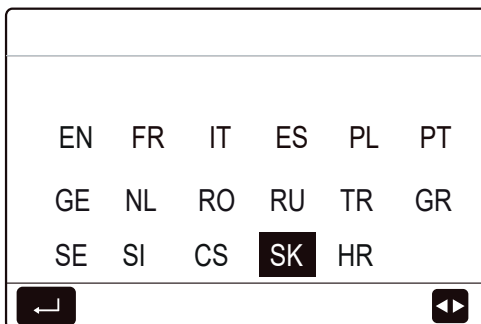 EN FR IT ES PL PT
GE NL RO RU TR GR
SE SI CS SK HR